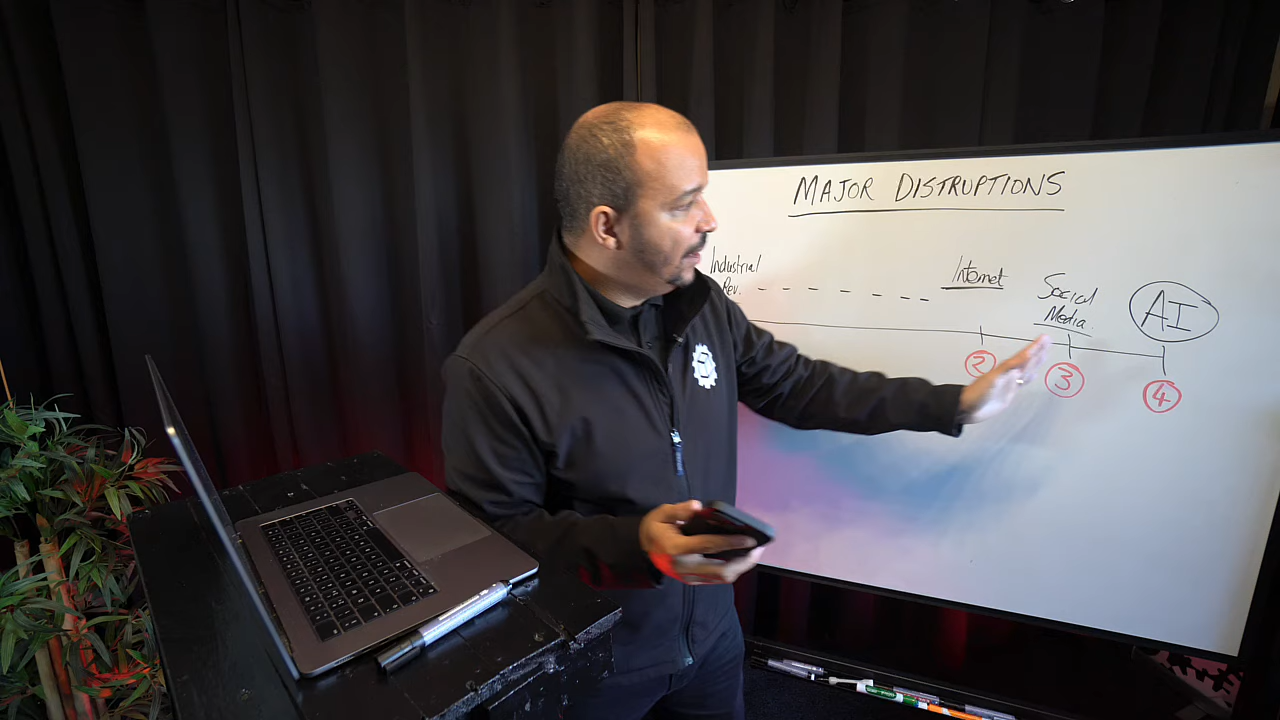 MAJOR DISTRUPTIONS
Industrial
Rev.
Internet
Social
Media.
AI
2
3
4